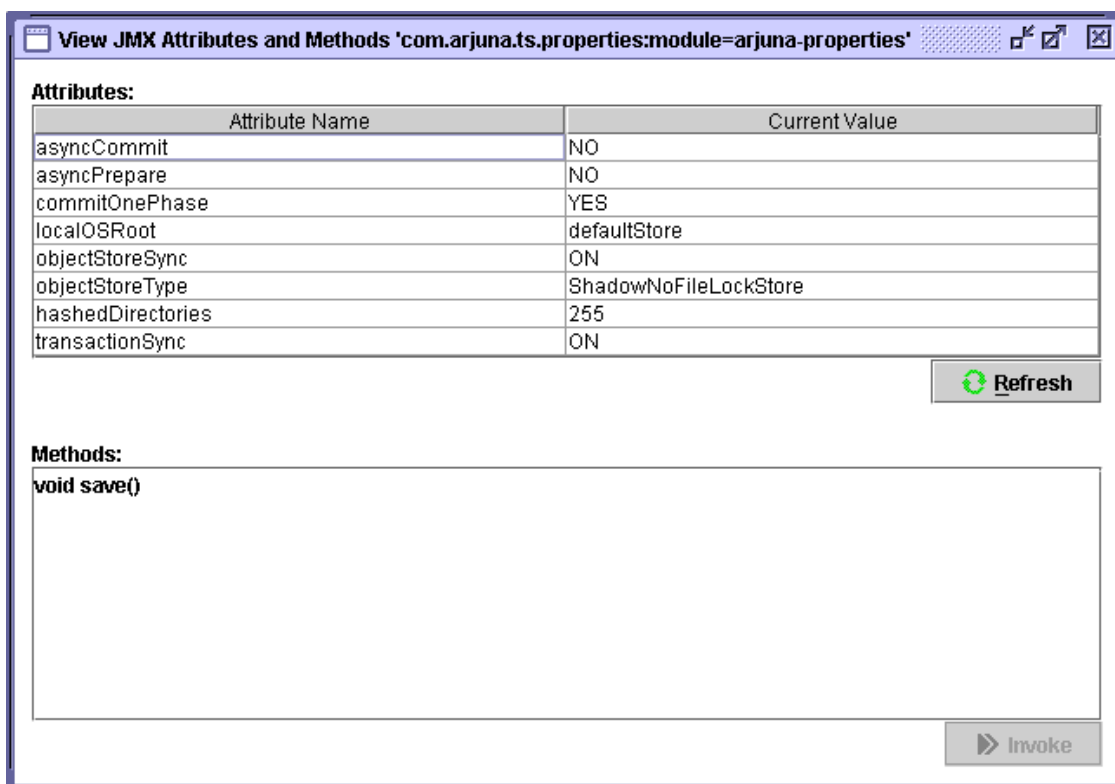 View JMX Attributes and Methods 'com.arjuna.ts.properties:module=arjuna-properties'
Attributes:
Attribute Name Current Value
asyncCommit NO
asyncPrepare NO
commitOnePhase YES
localOSRoot defaultStore
objectStoreSync ON
objectStoreType ShadowNoFileLockStore
hashedDirectories 255
transactionSync ON
Refresh
Methods:
void save()
Invoke